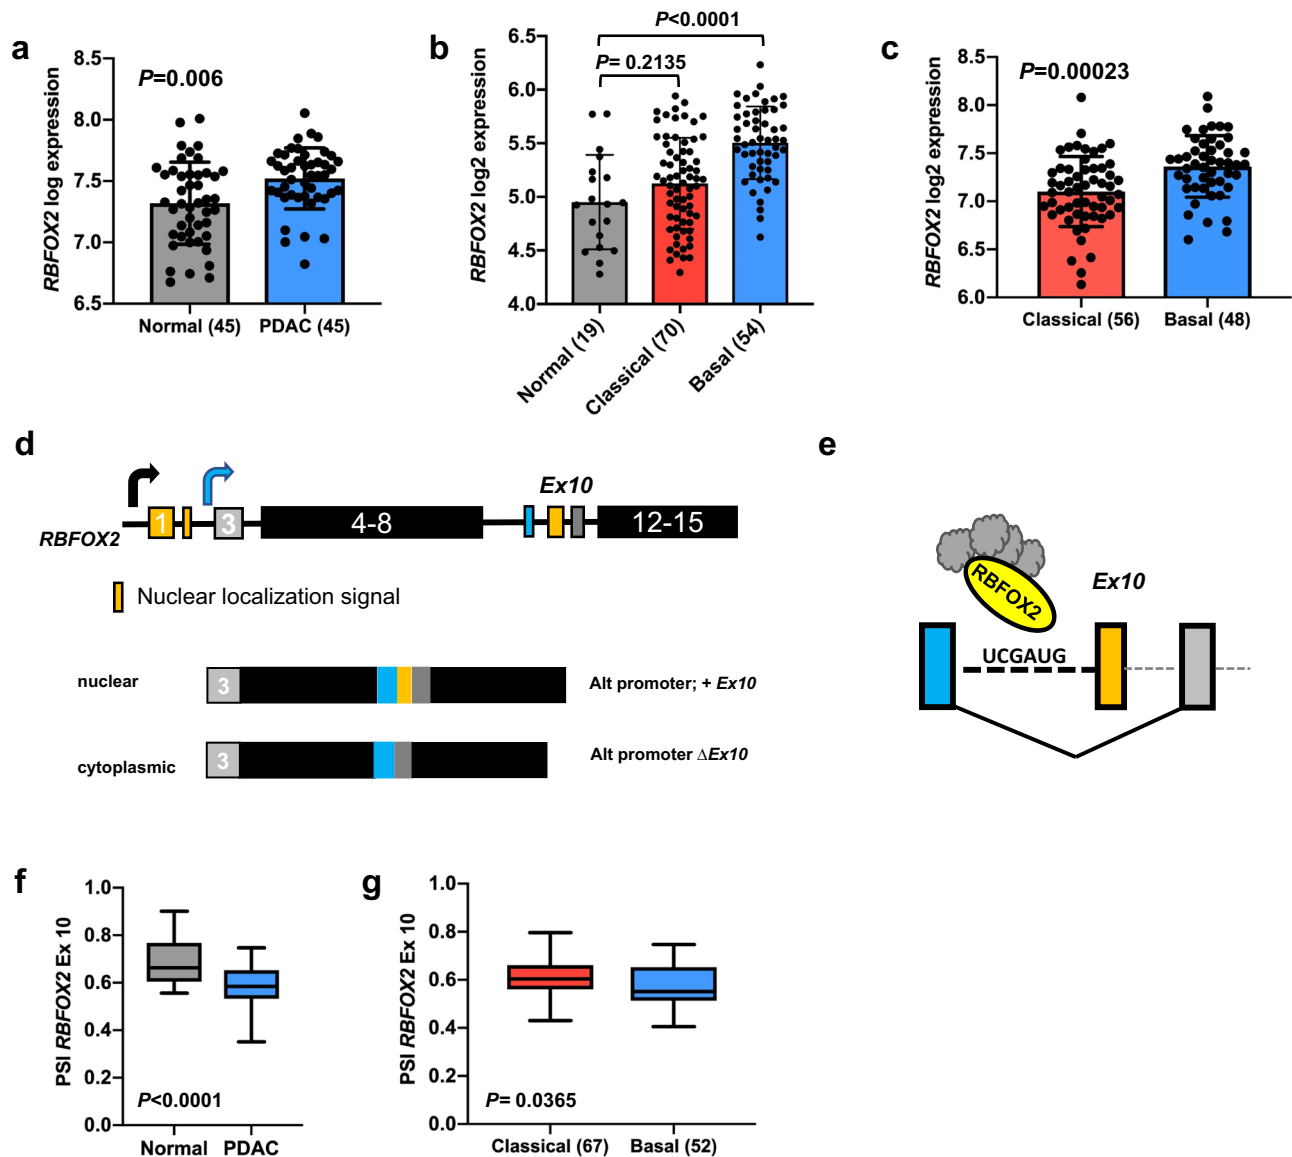 a
P=0.006
RBFOX2 log expression
8.5
8.0
7.5
7.0
6.5
Normal (45)
PDAC (45)
b
P<0.0001
P= 0.2135
RBFOX2 log2 expression
6.5
6.0
5.5
5.0
4.5
4.0
Normal (19)
Classical (70)
Basal (54)
c
P=0.00023
RBFOX2 log2 expression
8.5
8.0
7.5
7.0
6.5
6.0
Classical (56)
Basal (48)
d
Ex10
RBFOX2
1
3
4-8
12-15
Nuclear localization signal
nuclear
3
Alt promoter; + Ex10
cytoplasmic
3
Alt promoter ΔEx10
e
RBFOX2
Ex10
UCGAUG
f
PSI RBFOX2 Ex 10
1.0
0.8
0.6
0.4
0.2
0.0
P<0.0001
Normal
PDAC
g
PSI RBFOX2 Ex 10
1.0
0.8
0.6
0.4
0.2
0.0
P= 0.0365
Classical (67)
Basal (52)